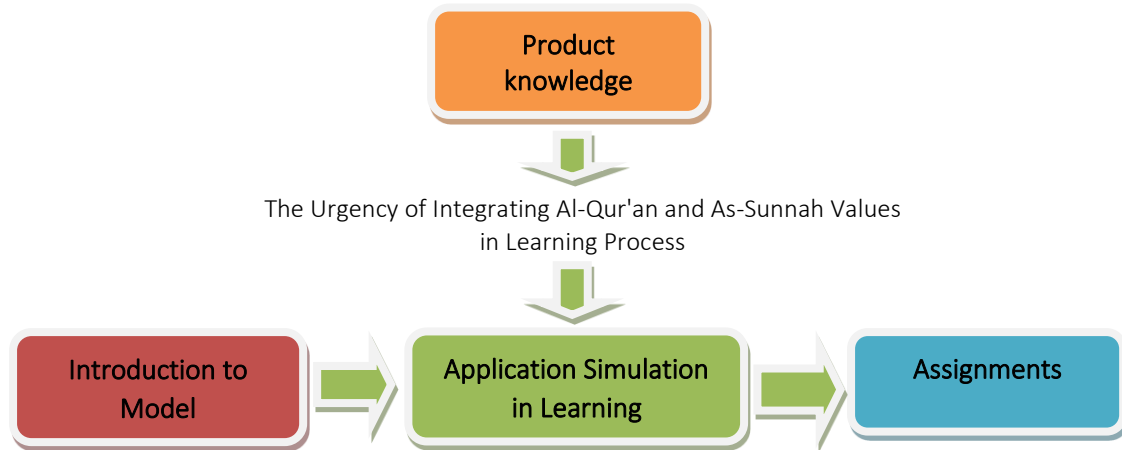 Product
knowledge
The Urgency of Integrating Al-Qur'an and As-Sunnah Values
in Learning Process
Introduction to
Model
Application Simulation
in Learning
Assignments